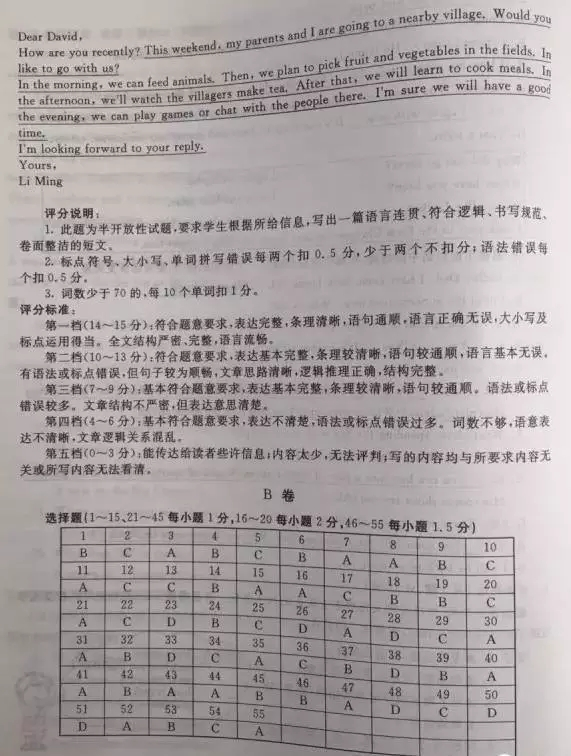 Dear David,
How are you recently? This weekend, my parents and I are going to a nearby village. Would you
like to go with us?
In the morning, we can feed animals. Then, we plan to pick fruit and vegetables in the fields. In
the afternoon, we'll watch the villagers make tea. After that, we will learn to cook meals. In
the evening, we can play games or chat with the people there. I'm sure we will have a good
time.
I'm looking forward to your reply.
Yours,
Li Ming
评分说明:
1. 此题为半开放性试题,要求学生根据所给信息,写出一篇语言连贯、符合逻辑、书写规范、
卷面整洁的短文。
2. 标点符号、大小写、单词拼写错误每两个扣 0.5 分,少于两个不扣分;语法错误每
个扣 0.5 分。
3. 词数少于 70 的,每 10 个单词扣 1 分。
评分标准:
第一档(14～15 分):符合题意要求,表达完整,条理清晰,语句通顺,语言正确无误,大小写及
标点运用得当。全文结构严密、完整,语言流畅。
第二档(10～13 分):符合题意要求,表达基本完整,条理较清晰,语句较通顺,语言基本无误。
有语法或标点错误,但句子较为顺畅,文章思路清晰,逻辑推理正确,结构完整。
第三档(7～9 分):基本符合题意要求,表达基本完整,条理较清晰,语句较通顺。语法或标点
错误较多。文章结构不严密,但表达意思清楚。
第四档(4～6 分):基本符合题意要求,表达不清楚,语法或标点错误过多。词数不够,语意表
达不清晰,文章逻辑关系混乱。
第五档(0～3 分):能传达给读者些许信息;内容太少,无法评判;写的内容均与所要求内容无
关或所写内容无法看清。
B 卷
选择题(1～15、21～45 每小题 1 分,16～20 每小题 2 分,46～55 每小题 1.5 分)
1 2 3 4 5 6 7 8 9 10
B C A B C B A A B C
11 12 13 14 15 16 17 18 19 20
A C C B A A C B B C
21 22 23 24 25 26 27 28 29 30
A C D B C D A D C A
31 32 33 34 35 36 37 38 39 40
A B D C A C B D B A
41 42 43 44 45 46 47 48 49 50
A B A A B B A D C D
51 52 53 54 55
D A B C A